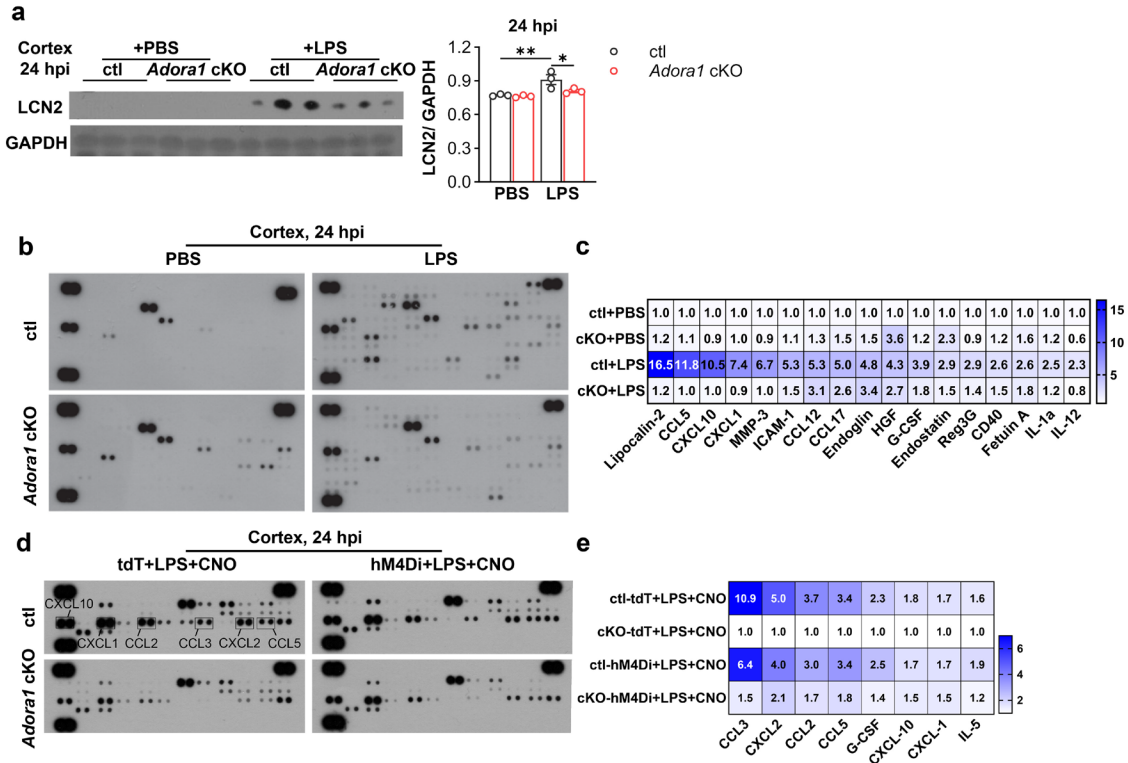 a
Cortex
24 hpi
+PBS
+LPS
ctl
Adora1 cKO
ctl
Adora1 cKO
LCN2
GAPDH
24 hpi
LCN2/ GAPDH
1.2
0.9
0.6
0.3
0.0
**
*
PBS
LPS
ctl
Adora1 cKO
b
Cortex, 24 hpi
PBS
LPS
ctl
Adora1 cKO
c
ctl+PBS 1.0 1.0 1.0 1.0 1.0 1.0 1.0 1.0 1.0 1.0 1.0 1.0 1.0 1.0 1.0 1.0 1.0
cKO+PBS 1.2 1.1 0.9 1.0 0.9 1.1 1.3 1.5 1.5 3.6 1.2 2.3 0.9 1.2 1.6 1.2 0.6
ctl+LPS 16.5 11.8 10.5 7.4 6.7 5.3 5.3 5.0 4.8 4.3 3.9 2.9 2.9 2.6 2.6 2.5 2.3
cKO+LPS 1.2 1.0 1.0 0.9 1.0 1.5 3.1 2.6 3.4 2.7 1.8 1.5 1.4 1.5 1.8 1.2 0.8
Lipocalin-2
CCL5
CXCL10
CXCL1
MMP-3
ICAM-1
CCL12
CCL17
Endoglin
HGF
G-CSF
Endostatin
Reg3G
CD40
Fetuin A
IL-1a
IL-12
15
10
5
d
Cortex, 24 hpi
tdT+LPS+CNO
hM4Di+LPS+CNO
ctl
Adora1 cKO
CXCL10
CXCL1
CCL2
CCL3
CXCL2
CCL5
e
ctl-tdT+LPS+CNO 10.9 5.0 3.7 3.4 2.3 1.8 1.7 1.6
cKO-tdT+LPS+CNO 1.0 1.0 1.0 1.0 1.0 1.0 1.0 1.0
ctl-hM4Di+LPS+CNO 6.4 4.0 3.0 3.4 2.5 1.7 1.7 1.9
cKO-hM4Di+LPS+CNO 1.5 2.1 1.7 1.8 1.4 1.5 1.5 1.2
CCL3
CXCL2
CCL2
CCL5
G-CSF
CXCL-10
CXCL-1
IL-5
6
4
2